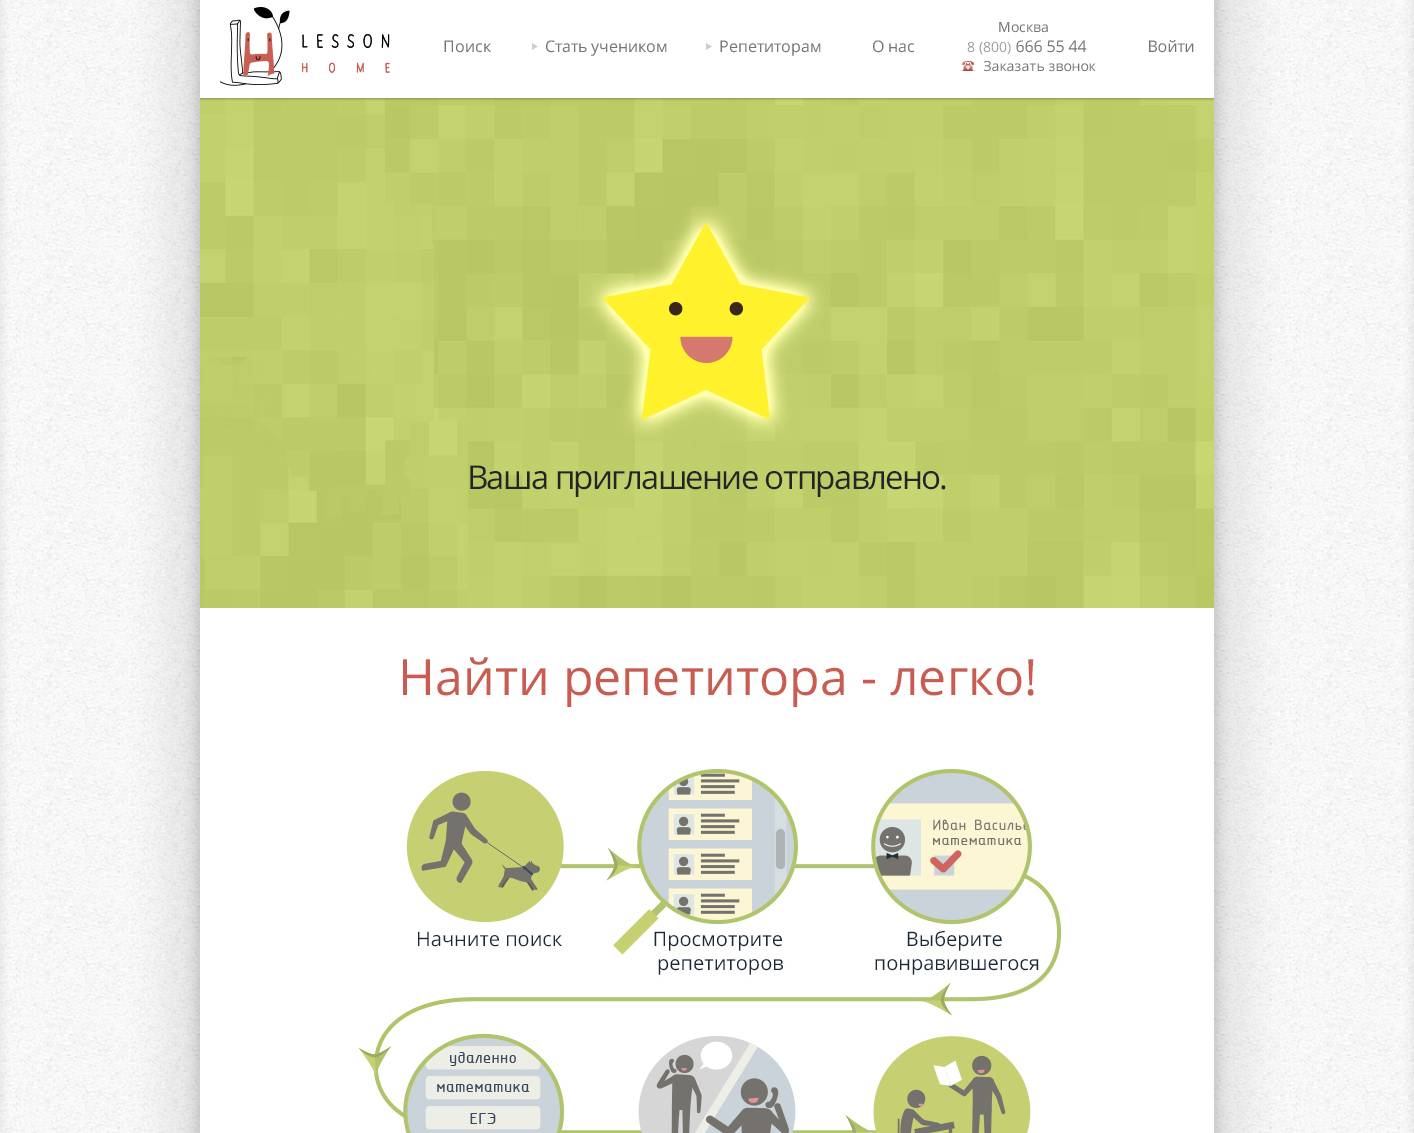 LESSON
HOME
Поиск
Стать учеником
Репетиторам
О нас
Москва
8 (800) 666 55 44
Заказать звонок
Войти
Ваша приглашение отправлено.
Найти репетитора - легко!
Иван Василье
математика
Начните поиск
Просмотрите
репетиторов
Выберите
понравившегося
удаленно
математика
ЕГЭ